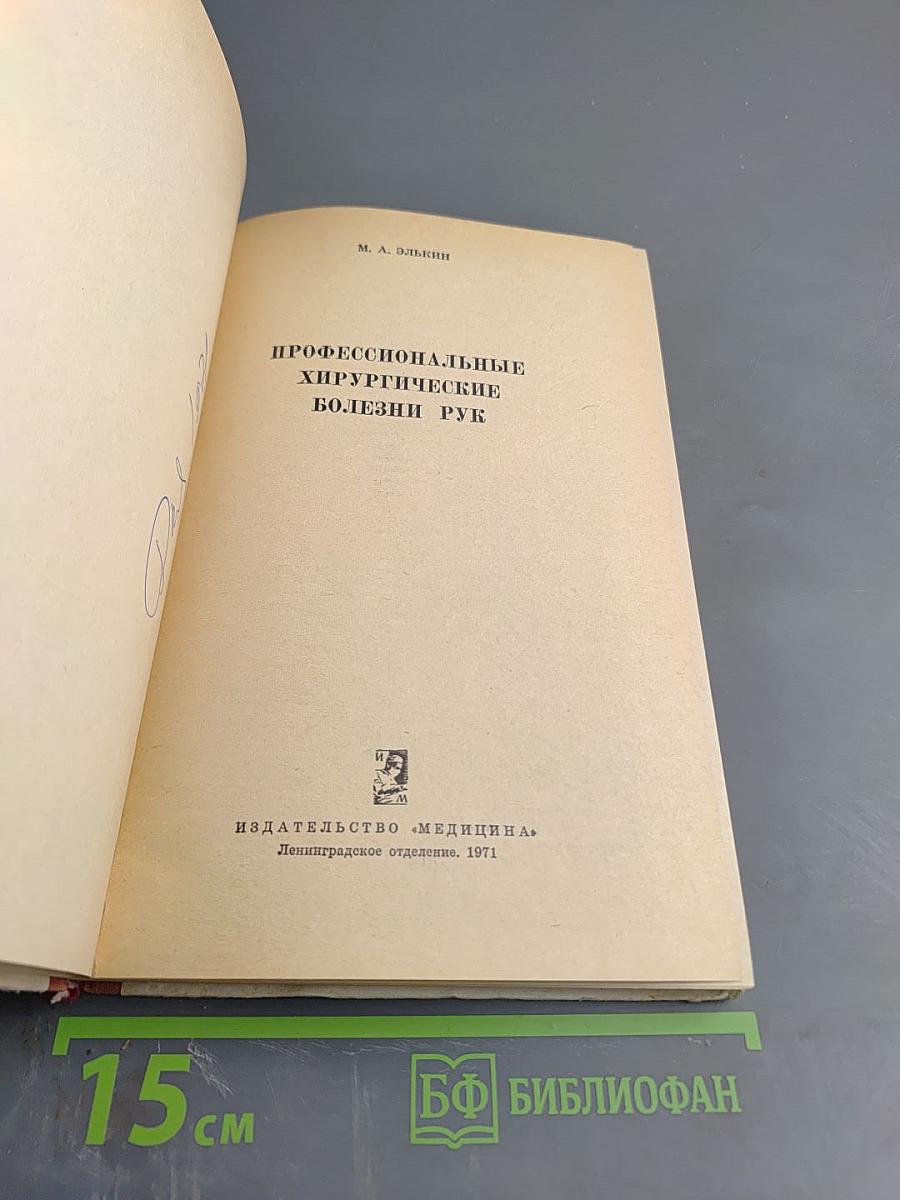 М. А. ЭЛЬКИН
ПРОФЕССИОНАЛЬНЫЕ
ХИРУРГИЧЕСКИЕ
БОЛЕЗНИ РУК
И
М
ИЗДАТЕЛЬСТВО «МЕДИЦИНА»
Ленинградское отделение. 1971
15 см
БФ БИБЛИОФАН